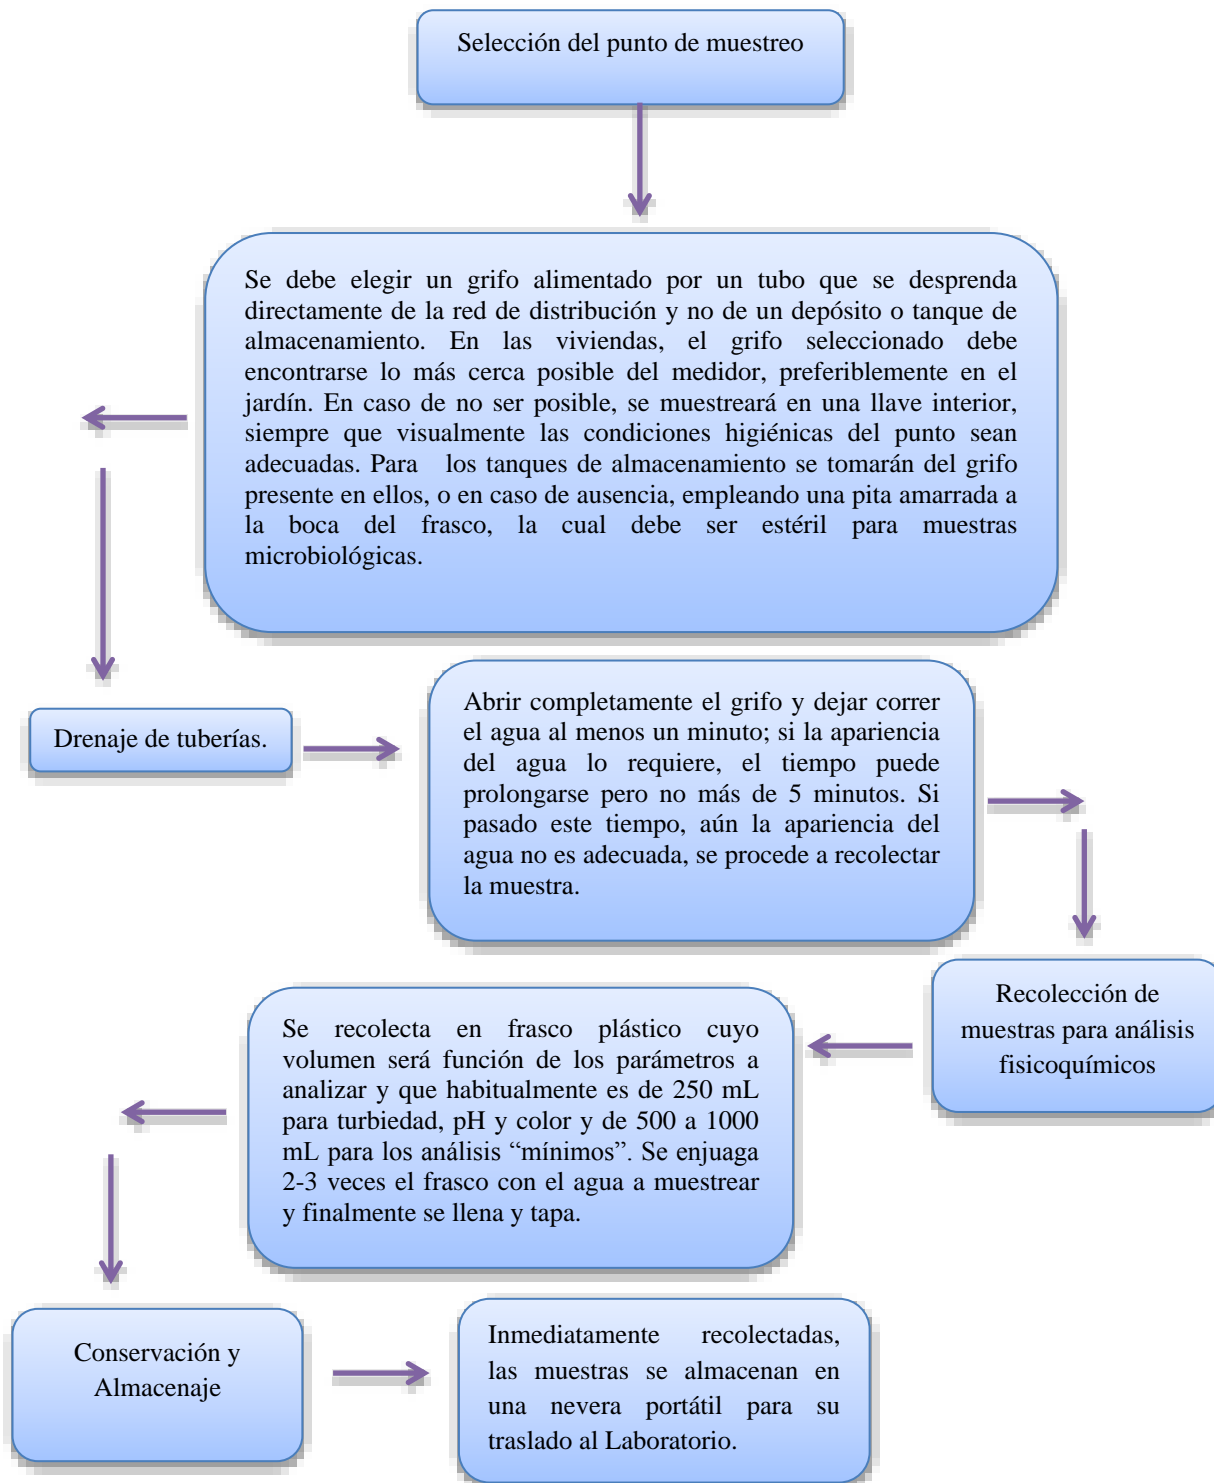 Selección del punto de muestreo
Se debe elegir un grifo alimentado por un tubo que se desprenda
directamente de la red de distribución y no de un depósito o tanque de
almacenamiento. En las viviendas, el grifo seleccionado debe
encontrarse lo más cerca posible del medidor, preferiblemente en el
jardín. En caso de no ser posible, se muestreará en una llave interior,
siempre que visualmente las condiciones higiénicas del punto sean
adecuadas. Para los tanques de almacenamiento se tomarán del grifo
presente en ellos, o en caso de ausencia, empleando una pita amarrada a
la boca del frasco, la cual debe ser estéril para muestras
microbiológicas.
Drenaje de tuberías.
Abrir completamente el grifo y dejar correr
el agua al menos un minuto; si la apariencia
del agua lo requiere, el tiempo puede
prolongarse pero no más de 5 minutos. Si
pasado este tiempo, aún la apariencia del
agua no es adecuada, se procede a recolectar
la muestra.
Recolección de
muestras para análisis
fisicoquímicos
Se recolecta en frasco plástico cuyo
volumen será función de los parámetros a
analizar y que habitualmente es de 250 mL
para turbiedad, pH y color y de 500 a 1000
mL para los análisis “mínimos”. Se enjuaga
2-3 veces el frasco con el agua a muestrear
y finalmente se llena y tapa.
Conservación y
Almacenaje
Inmediatamente recolectadas,
las muestras se almacenan en
una nevera portátil para su
traslado al Laboratorio.